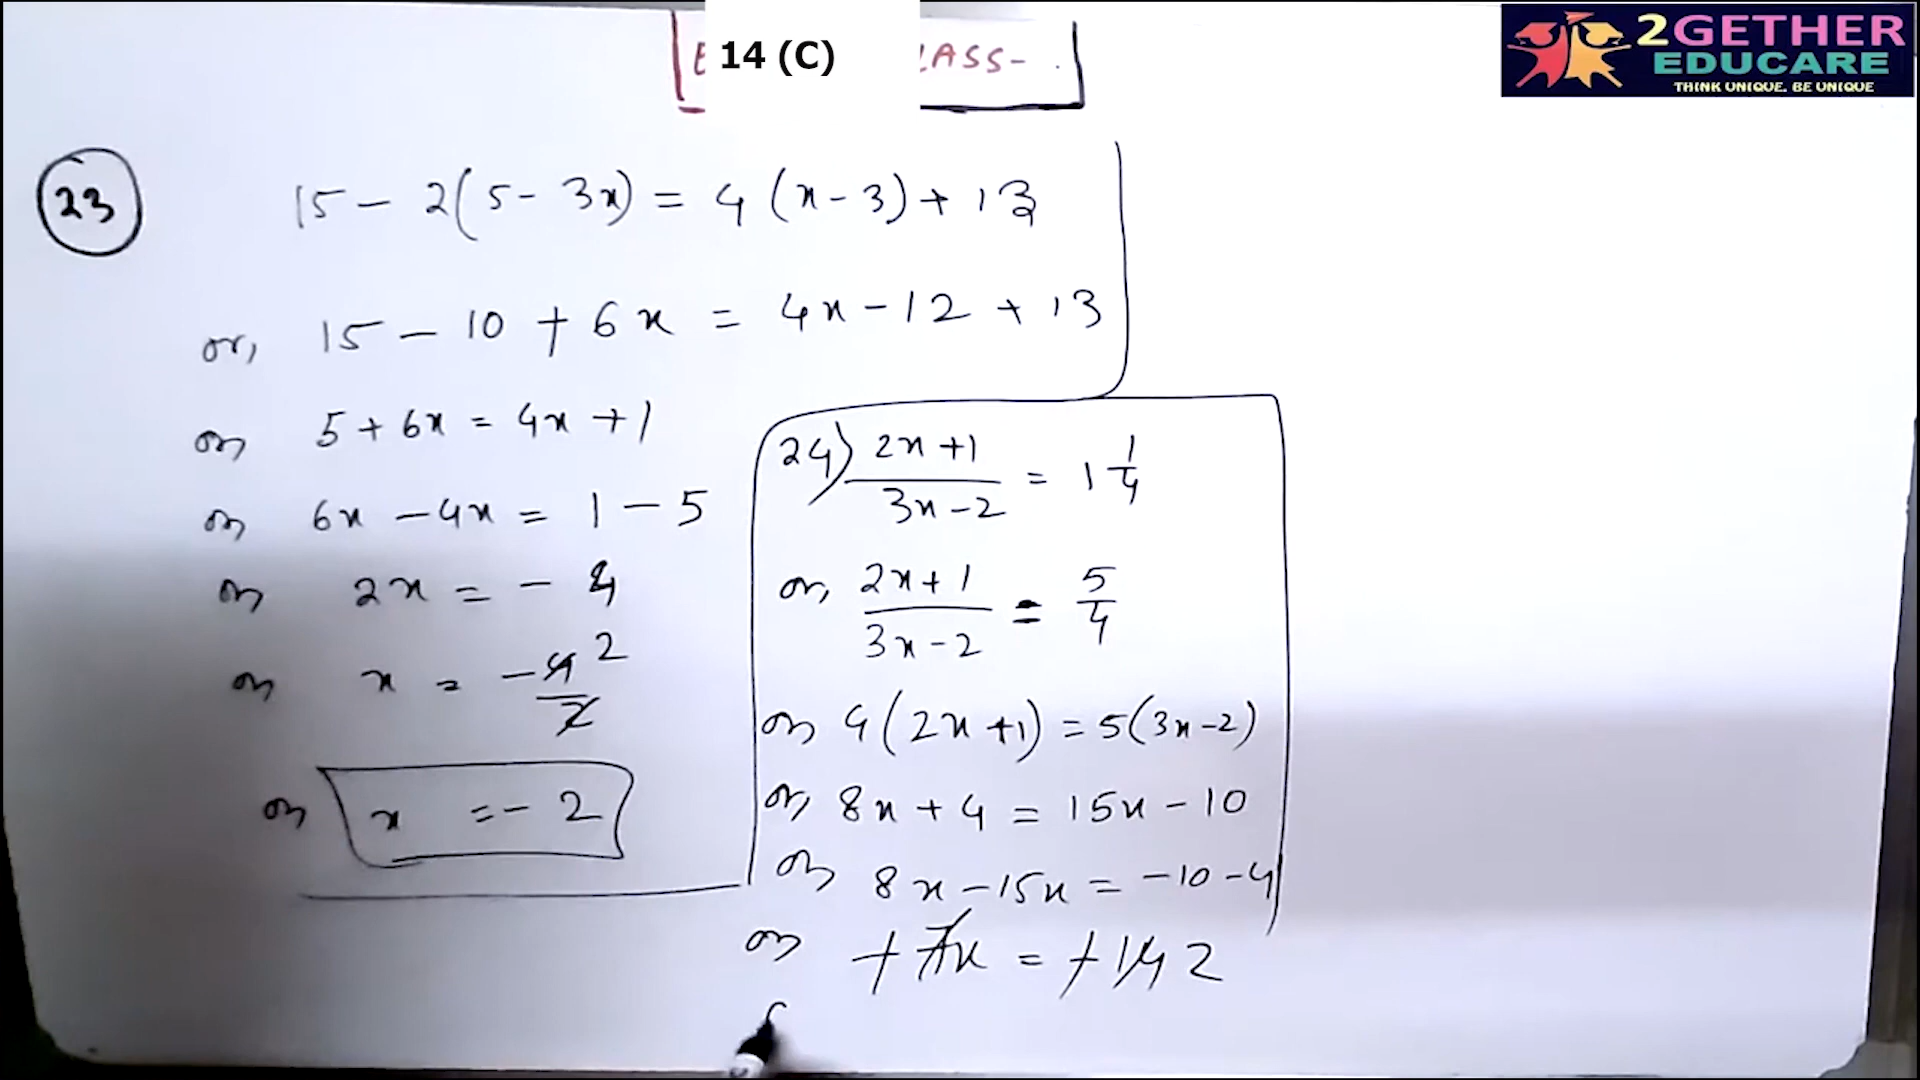 14 (C)
LASS-
2GETHER
EDUCARE
THINK UNIQUE. BE UNIQUE
23
15 - 2(5 - 3x) = 4(x - 3) + 13
or, 15 - 10 + 6x = 4x - 12 + 13
or 5 + 6x = 4x + 1
or 6x - 4x = 1 - 5
or 2x = - 4
or x = -4/2 2
or x = - 2
24) (2x + 1)/(3x - 2) = 1 1/4
or, (2x + 1)/(3x - 2) = 5/4
or 4(2x + 1) = 5(3x - 2)
or, 8x + 4 = 15x - 10
or 8x - 15x = -10 - 4
or + 7x = + 14 2